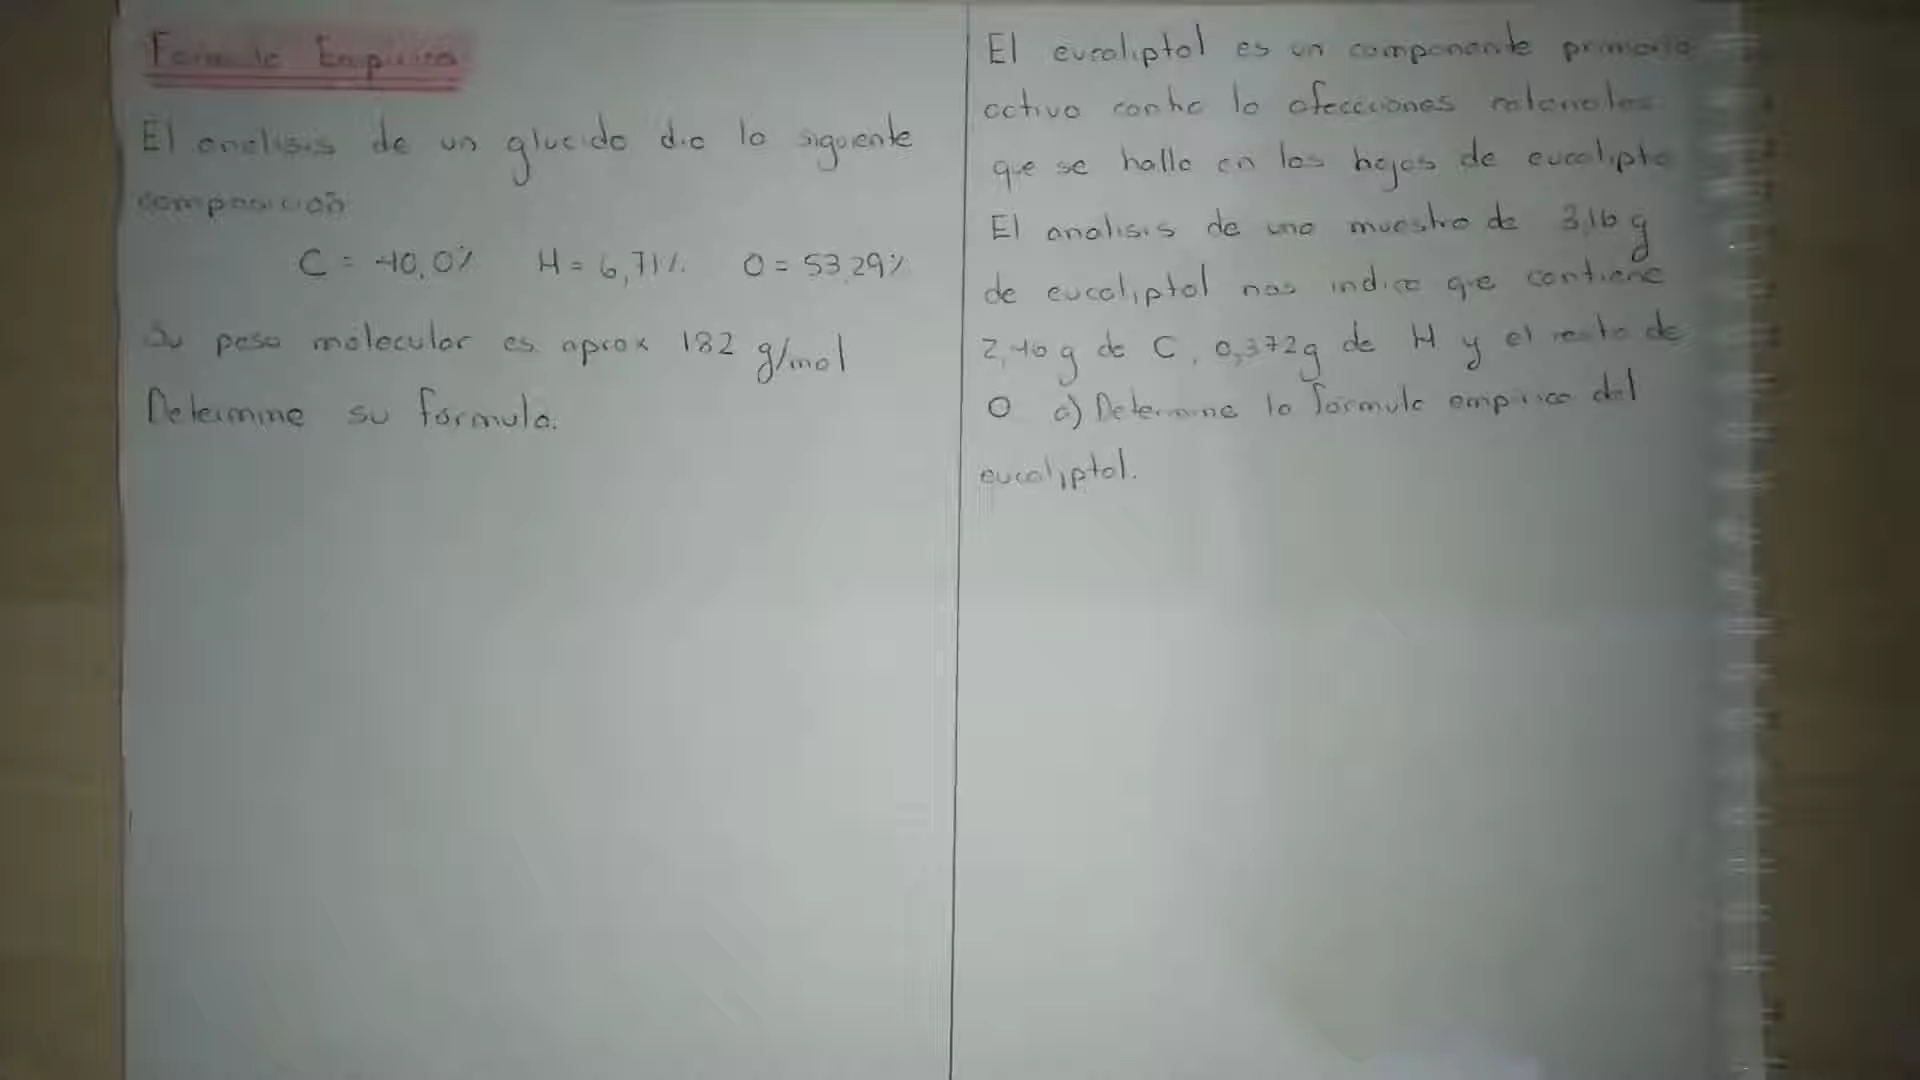 Formula Empirica
El analisis de un glucido dio la siguiente
composición
C = 40,0% H = 6,71% O = 53,29%
Su peso molecular es aprox 182 g/mol
Determine su formula.
El eucaliptol es un componente primario
activo contra la afecciones
que se halla en las hojas de eucalipto
El analisis de una muestra de 3,16 g
de eucaliptol nos indica que contiene
2,40 g de C, 0,372g de H y el resto de
O a) Determine la formula empirica del
eucaliptol.